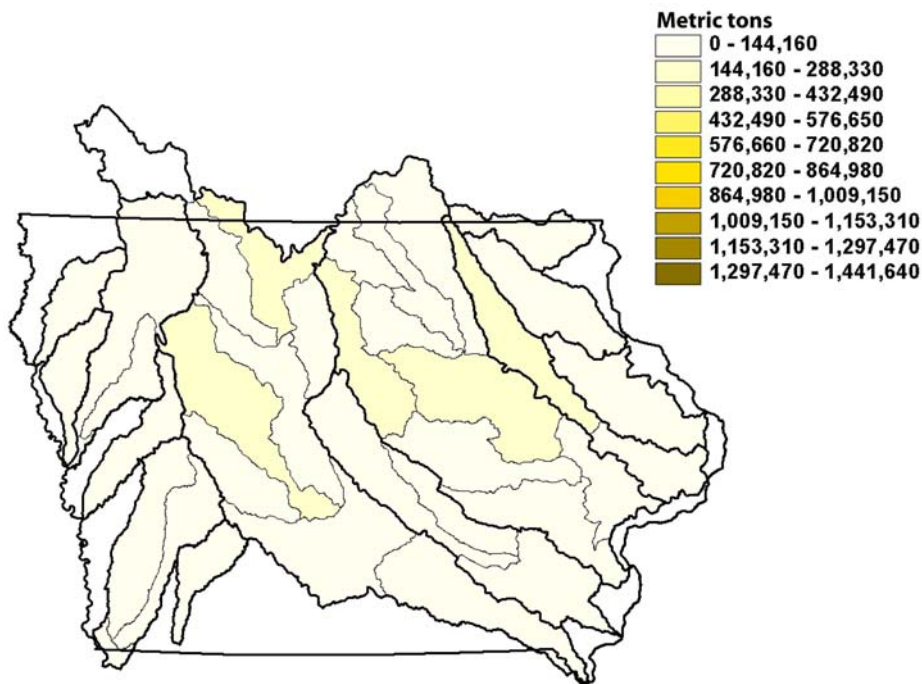 Metric tons
0 - 144,160
144,160 - 288,330
288,330 - 432,490
432,490 - 576,650
576,660 - 720,820
720,820 - 864,980
864,980 - 1,009,150
1,009,150 - 1,153,310
1,153,310 - 1,297,470
1,297,470 - 1,441,640